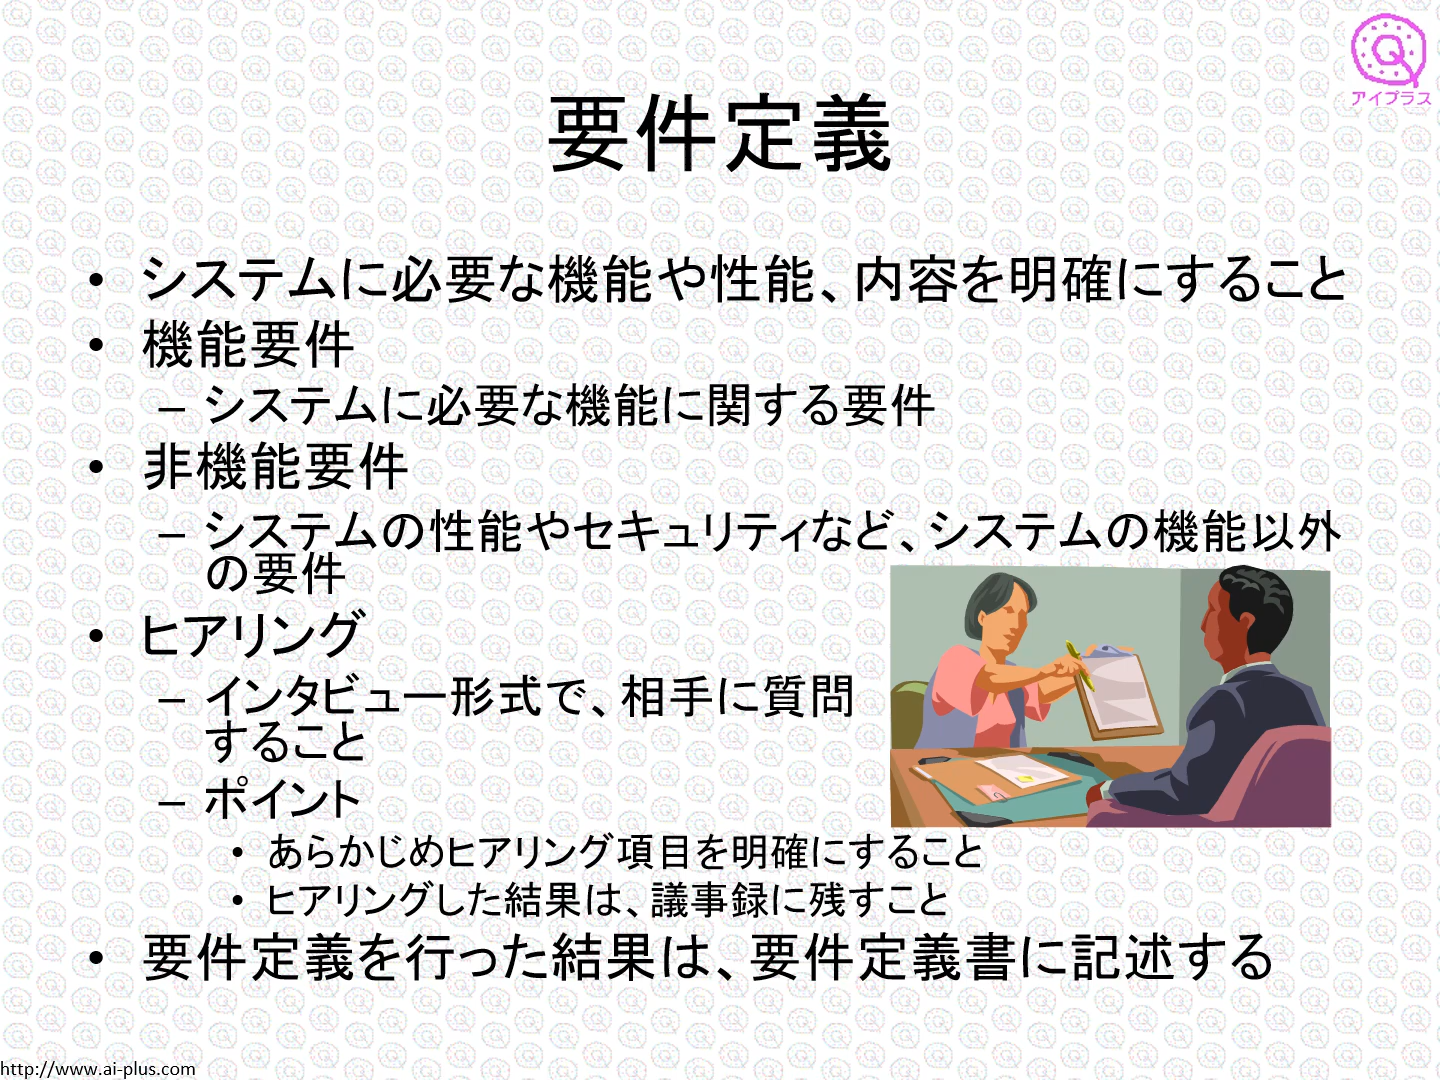 アイプラス
要件定義
• システムに必要な機能や性能、内容を明確にすること
• 機能要件
– システムに必要な機能に関する要件
• 非機能要件
– システムの性能やセキュリティなど、システムの機能以外
の要件
• ヒアリング
– インタビュー形式で、相手に質問
すること
– ポイント
• あらかじめヒアリング項目を明確にすること
• ヒアリングした結果は、議事録に残すこと
• 要件定義を行った結果は、要件定義書に記述する
http://www.ai-plus.com